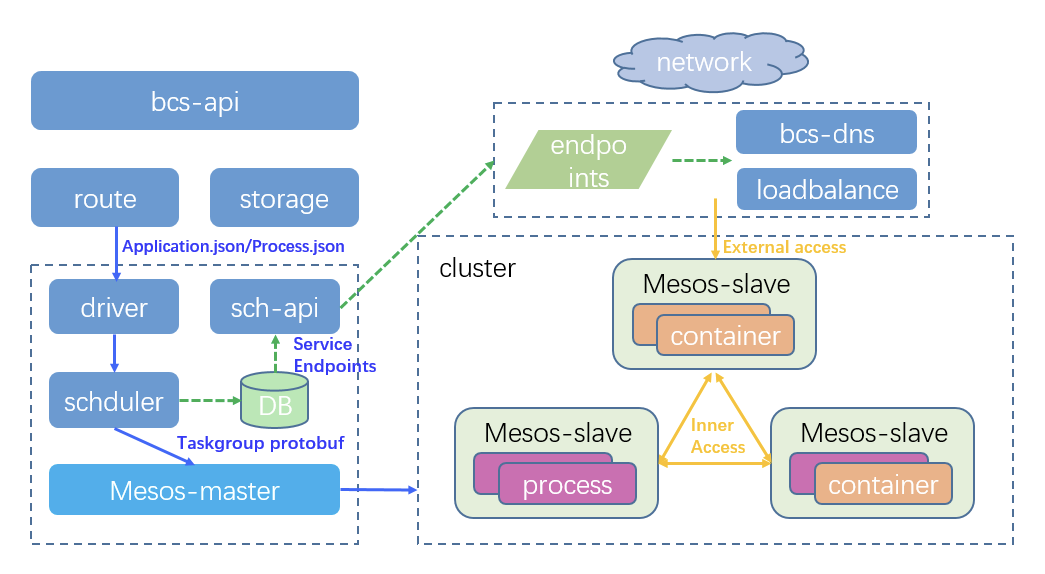 network
bcs-api
endpo
ints
bcs-dns
loadbalance
route
storage
Application.json/Process.json
External access
cluster
driver
sch-api
Mesos-slave
container
Service
Endpoints
schduler
DB
Taskgroup protobuf
Inner
Access
Mesos-slave
process
Mesos-slave
container
Mesos-master